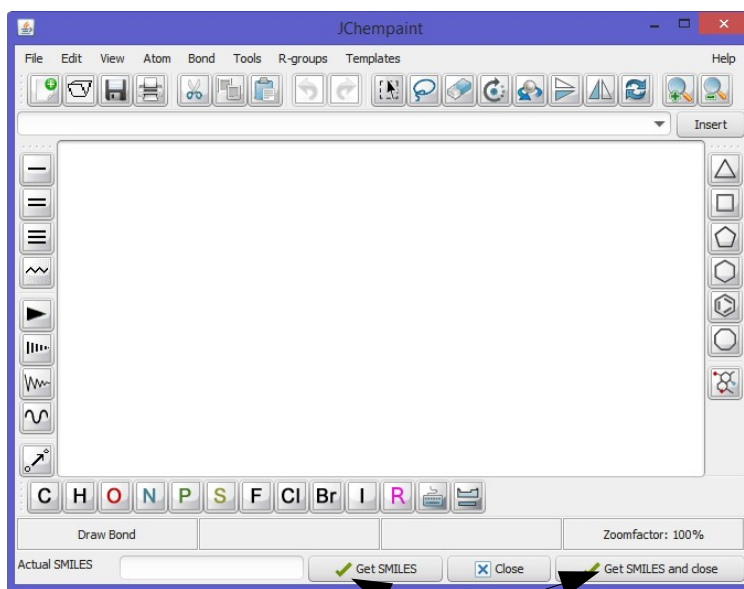 JChempaint
File Edit View Atom Bond Tools R-groups Templates Help
Insert
C H O N P S F Cl Br I R
Draw Bond Zoomfactor: 100%
Actual SMILES Get SMILES Close Get SMILES and close